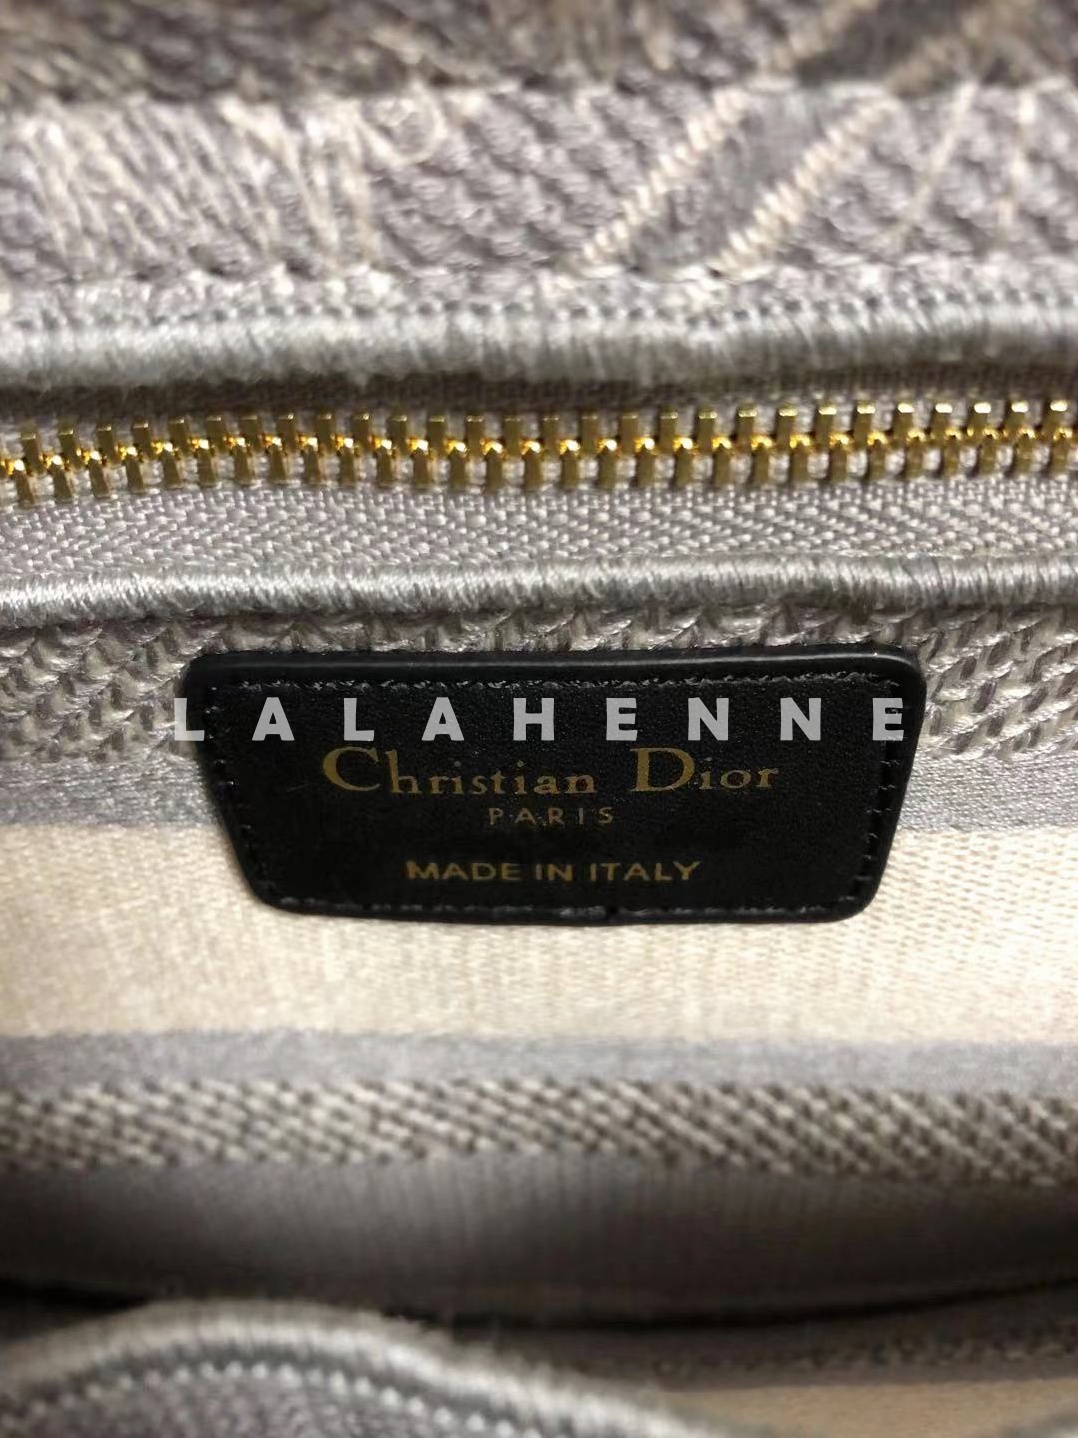 LALAHENNE
Christian Dior
PARIS
MADE IN ITALY